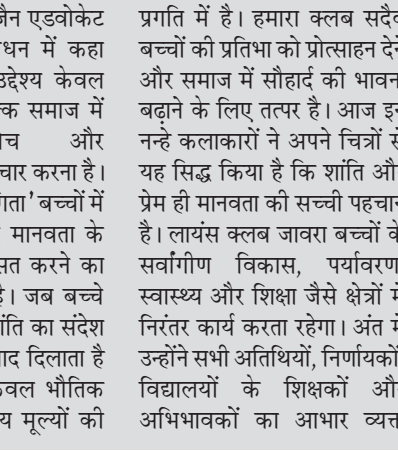 जैन एडवोकेट
धन में कहा
उद्देश्य केवल
समाज में
और
चार करना है।
बच्चों में
मानवता के
करने का
है। जब बच्चे
का संदेश
दिलाता है
भौतिक
मूल्यों की
प्रगति में है। हमारा क्लब सदैव
बच्चों की प्रतिभा को प्रोत्साहन देने
और समाज में सौहार्द की भावना
बढ़ाने के लिए तत्पर है। आज इन
नन्हे कलाकारों ने अपने चित्रों से
यह सिद्ध किया है कि शांति और
प्रेम ही मानवता की सच्ची पहचान
है। लायंस क्लब जावरा बच्चों के
सर्वांगीण विकास, पर्यावरण
स्वास्थ्य और शिक्षा जैसे क्षेत्रों में
निरंतर कार्य करता रहेगा। अंत में
उन्होंने सभी अतिथियों, निर्णायकों
विद्यालयों के शिक्षकों और
अभिभावकों का आभार व्यक्त